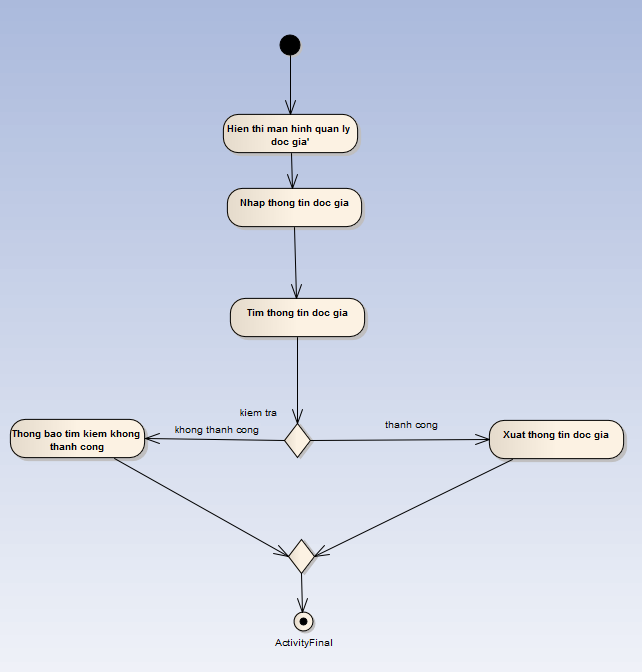 Hien thi man hinh quan ly
doc gia'
Nhap thong tin doc gia
Tim thong tin doc gia
kiem tra
khong thanh cong
thanh cong
Thong bao tim kiem khong
thanh cong
Xuat thong tin doc gia
ActivityFinal